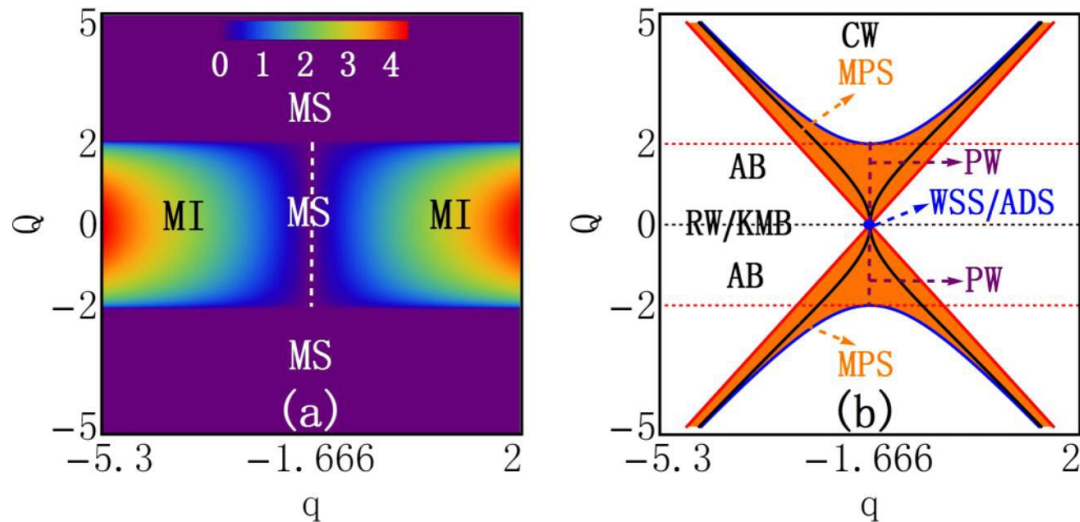 5
0 1 2 3 4
MS
2
MI MS MI
Q
0
-2
MS
(a)
-5
-5.3 -1.666 2
q
5
CW
MPS
2
AB
PW
WSS/ADS
Q
0
RW/KMB
AB
PW
-2
MPS
(b)
-5
-5.3 -1.666 2
q